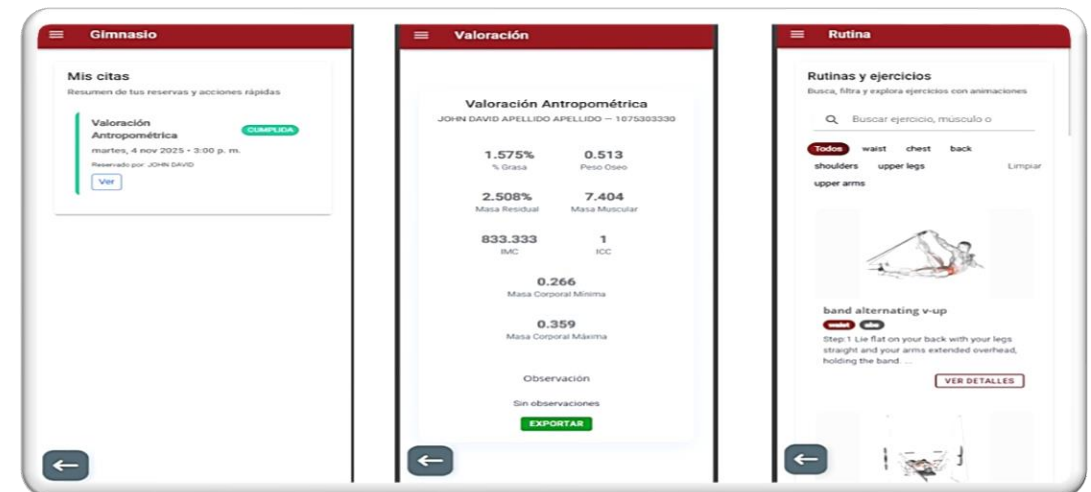 Gimnasio
Mis citas
Resumen de tus reservas y acciones rápidas
Valoración
Antropométrica
CUMPLIDA
martes, 4 nov 2025 - 3:00 p. m.
Reservado por: JOHN DAVID
Ver
Valoración
Valoración Antropométrica
JOHN DAVID APELLIDO APELLIDO — 1075303330
1.575% 0.513
% Grasa Peso Oseo
2.508% 7.404
Masa Residual Masa Muscular
833.333 1
IMC ICC
0.266
Masa Corporal Mínima
0.359
Masa Corporal Máxima
Observación
Sin observaciones
EXPORTAR
Rutina
Rutinas y ejercicios
Busca, filtra y explora ejercicios con animaciones
Buscar ejercicio, músculo o
Todos waist chest back
shoulders upper legs Limpiar
upper arms
band alternating v-up
waist abs
Step:1 Lie flat on your back with your legs
straight and your arms extended overhead,
holding the band. ...
VER DETALLES